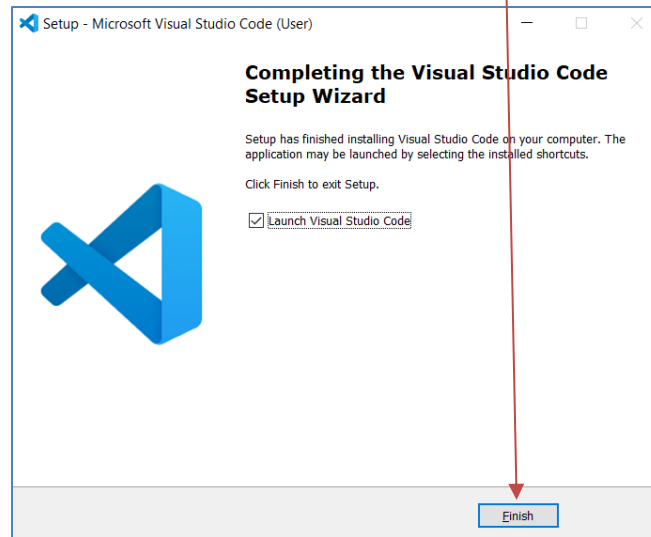 Setup - Microsoft Visual Studio Code (User)
Completing the Visual Studio Code
Setup Wizard
Setup has finished installing Visual Studio Code on your computer. The
application may be launched by selecting the installed shortcuts.
Click Finish to exit Setup.
Launch Visual Studio Code
Finish